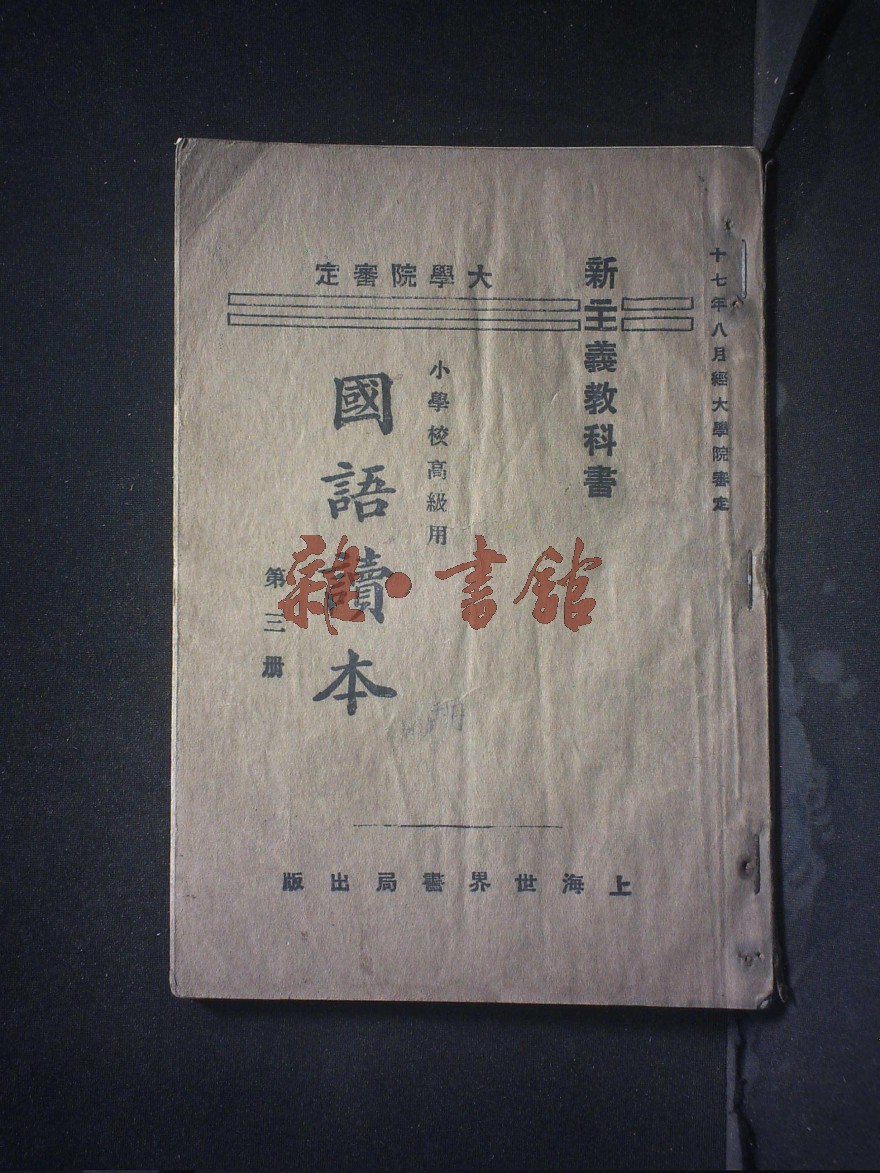 十七年八月經大學院審定
新主義教科書
大學院審定
小學校高級用
國語讀本
第三册
雜·書館
上海世界書局出版